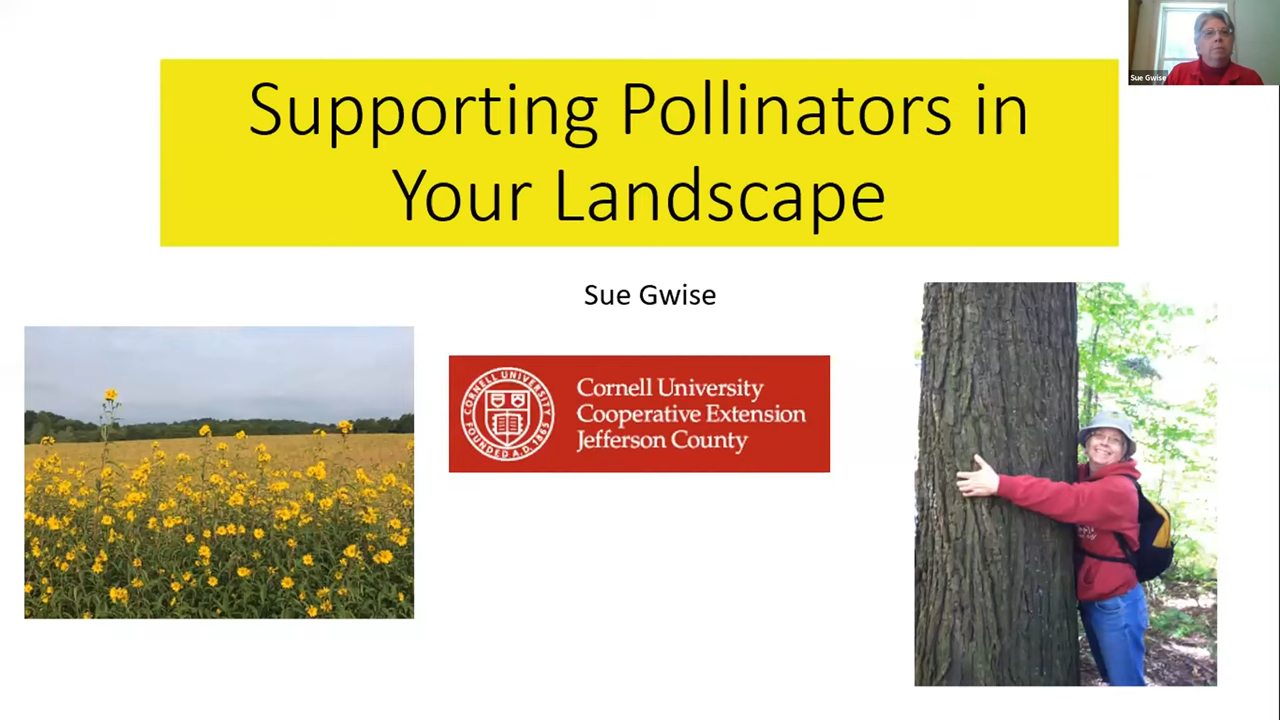 Supporting Pollinators in
Your Landscape
Sue Gwise
Sue Gwise
CORNELL UNIVERSITY
FOUNDED A.D. 1865
Cornell University
Cooperative Extension
Jefferson County